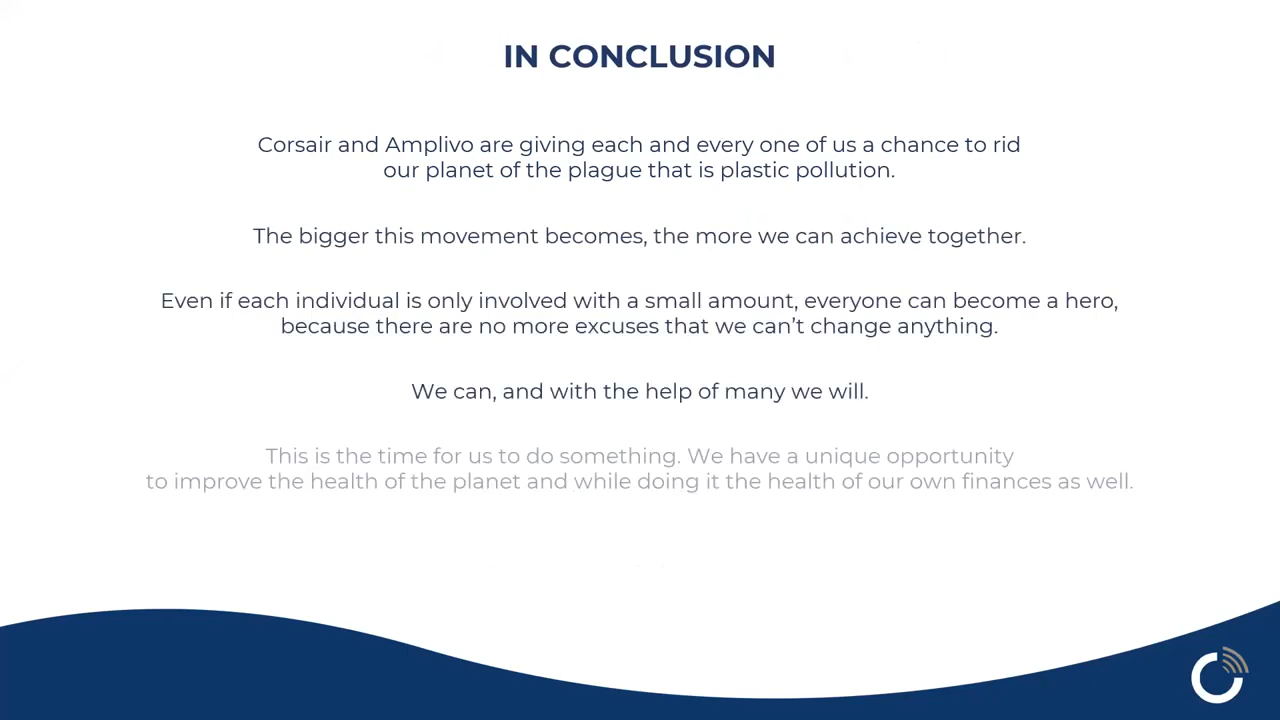 IN CONCLUSION
Corsair and Amplivo are giving each and every one of us a chance to rid
our planet of the plague that is plastic pollution.
The bigger this movement becomes, the more we can achieve together.
Even if each individual is only involved with a small amount, everyone can become a hero,
because there are no more excuses that we can’t change anything.
We can, and with the help of many we will.
This is the time for us to do something. We have a unique opportunity
to improve the health of the planet and while doing it the health of our own finances as well.